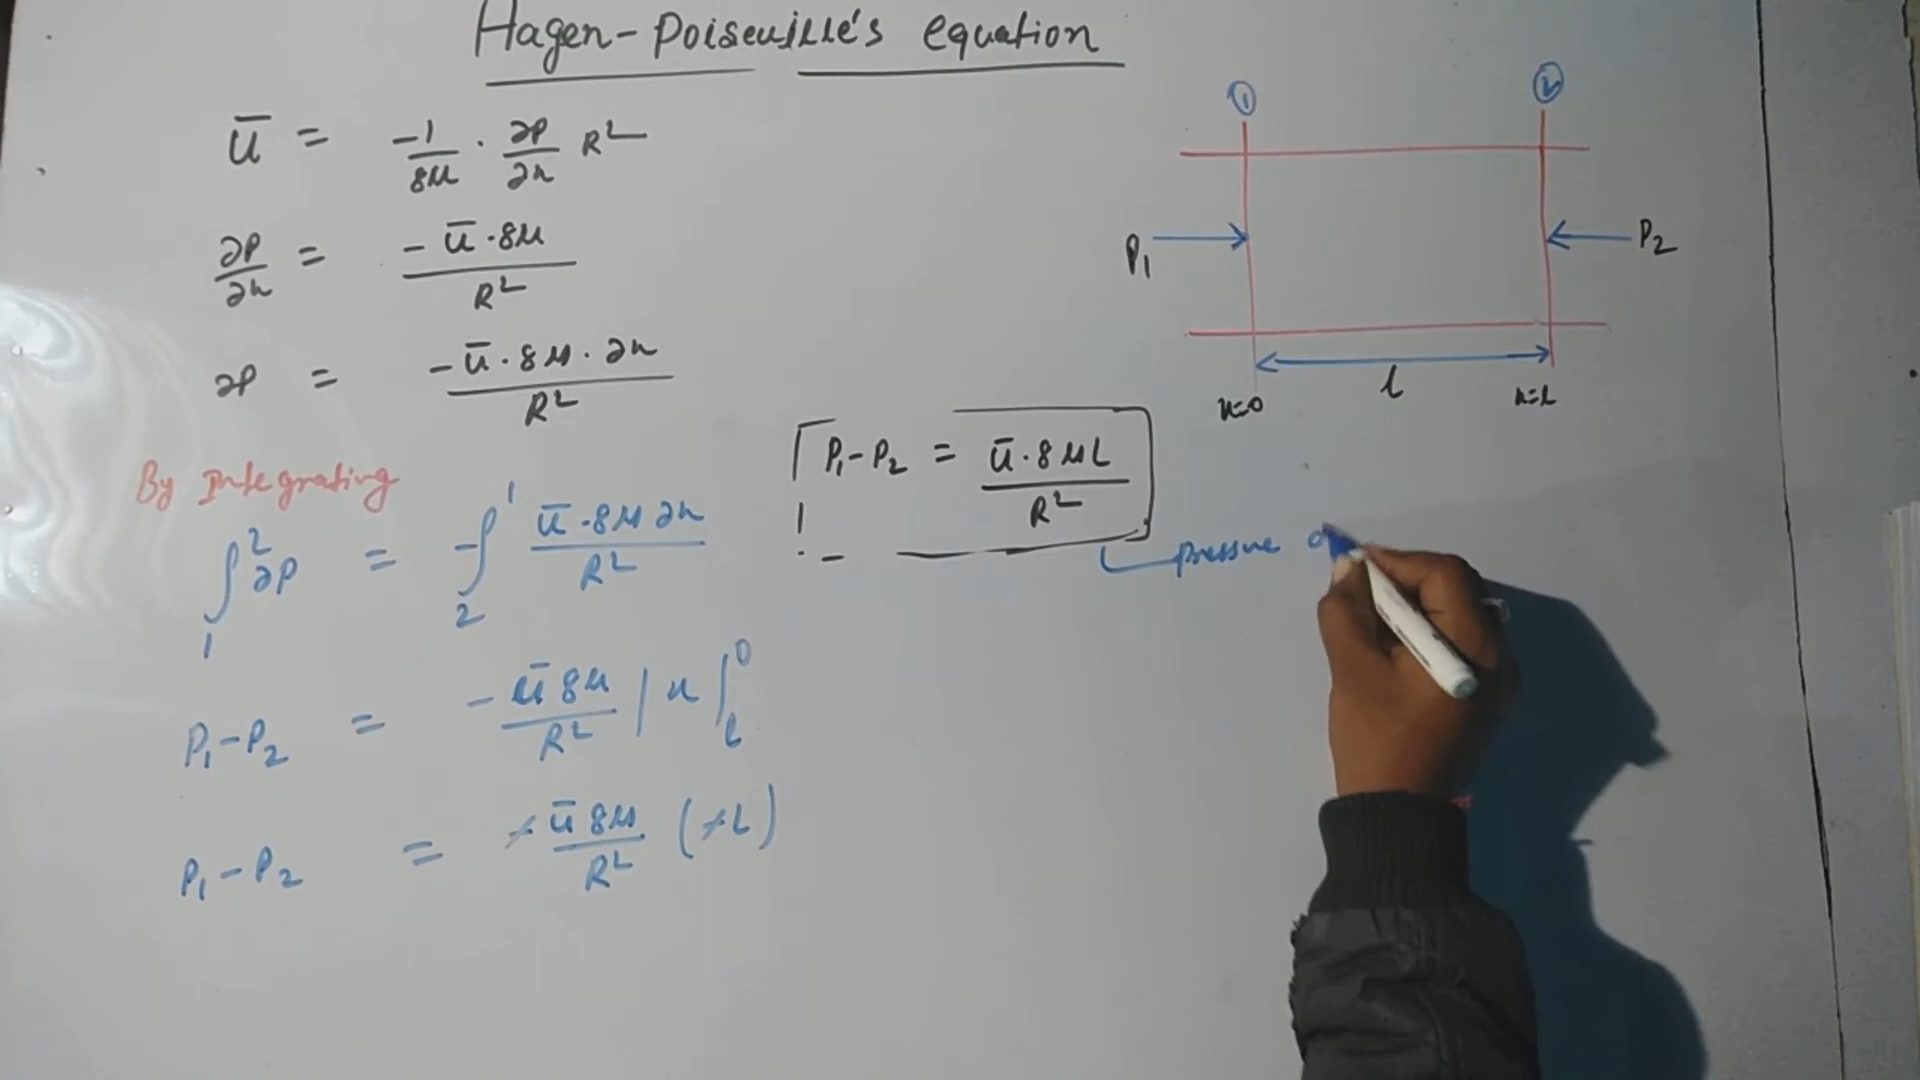 Hagen-Poiseuille's equation
ū = -1/8μ · ∂P/∂x R²
∂P/∂x = -ū·8μ/R²
∂P = -ū·8μ·∂x/R²
By Integrating
∫₁² ∂P = -∫₂¹ ū·8μ ∂x/R²
P₁-P₂ = -ū8μ/R² |x|ₗ⁰
P₁-P₂ = -ū8μ/R² (-L)
P₁-P₂ = ū·8μL/R²
Pressure d
① ②
P₁ P₂
l
x=0 x=L